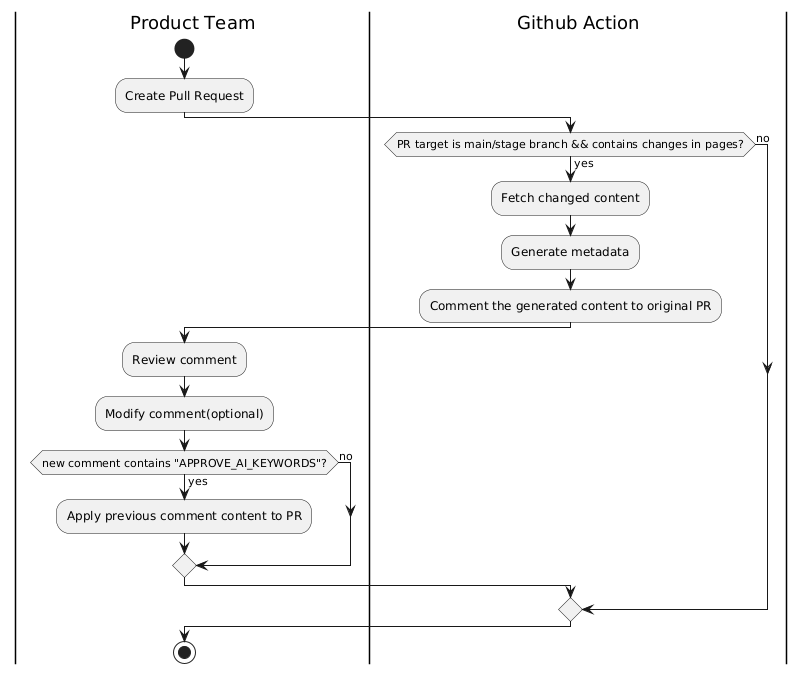 Product Team
Github Action
Create Pull Request
PR target is main/stage branch && contains changes in pages?
no
yes
Fetch changed content
Generate metadata
Comment the generated content to original PR
Review comment
Modify comment(optional)
new comment contains "APPROVE_AI_KEYWORDS"?
no
yes
Apply previous comment content to PR